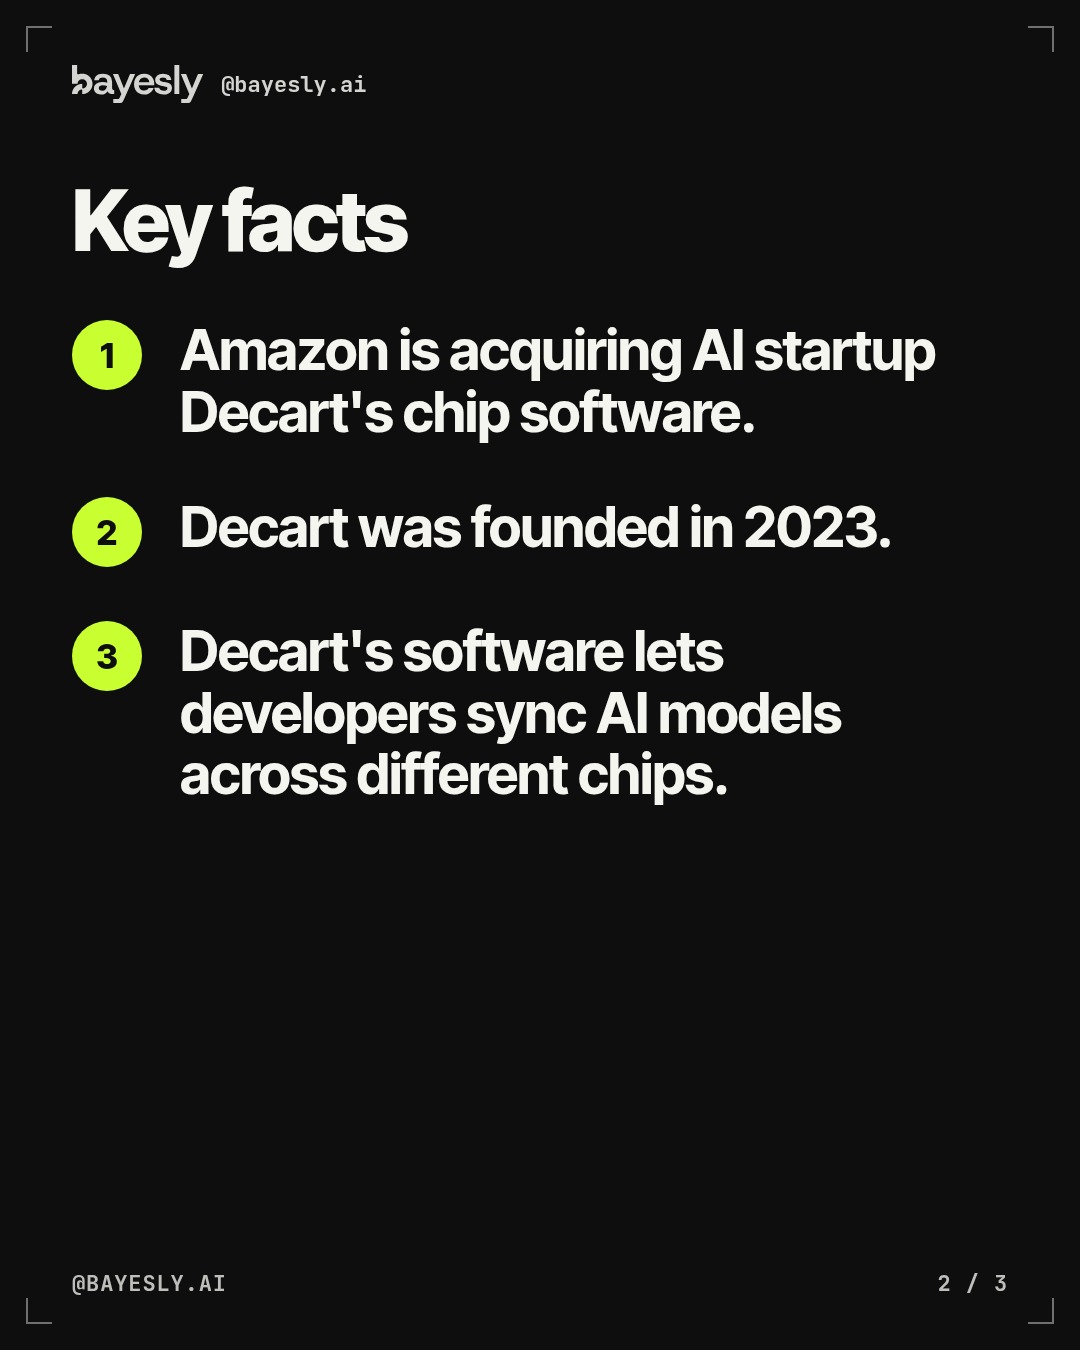 bayesly @bayesly.ai
Key facts
1 Amazon is acquiring AI startup
Decart's chip software.
2 Decart was founded in 2023.
3 Decart's software lets
developers sync AI models
across different chips.
@BAYESLY.AI 2 / 3